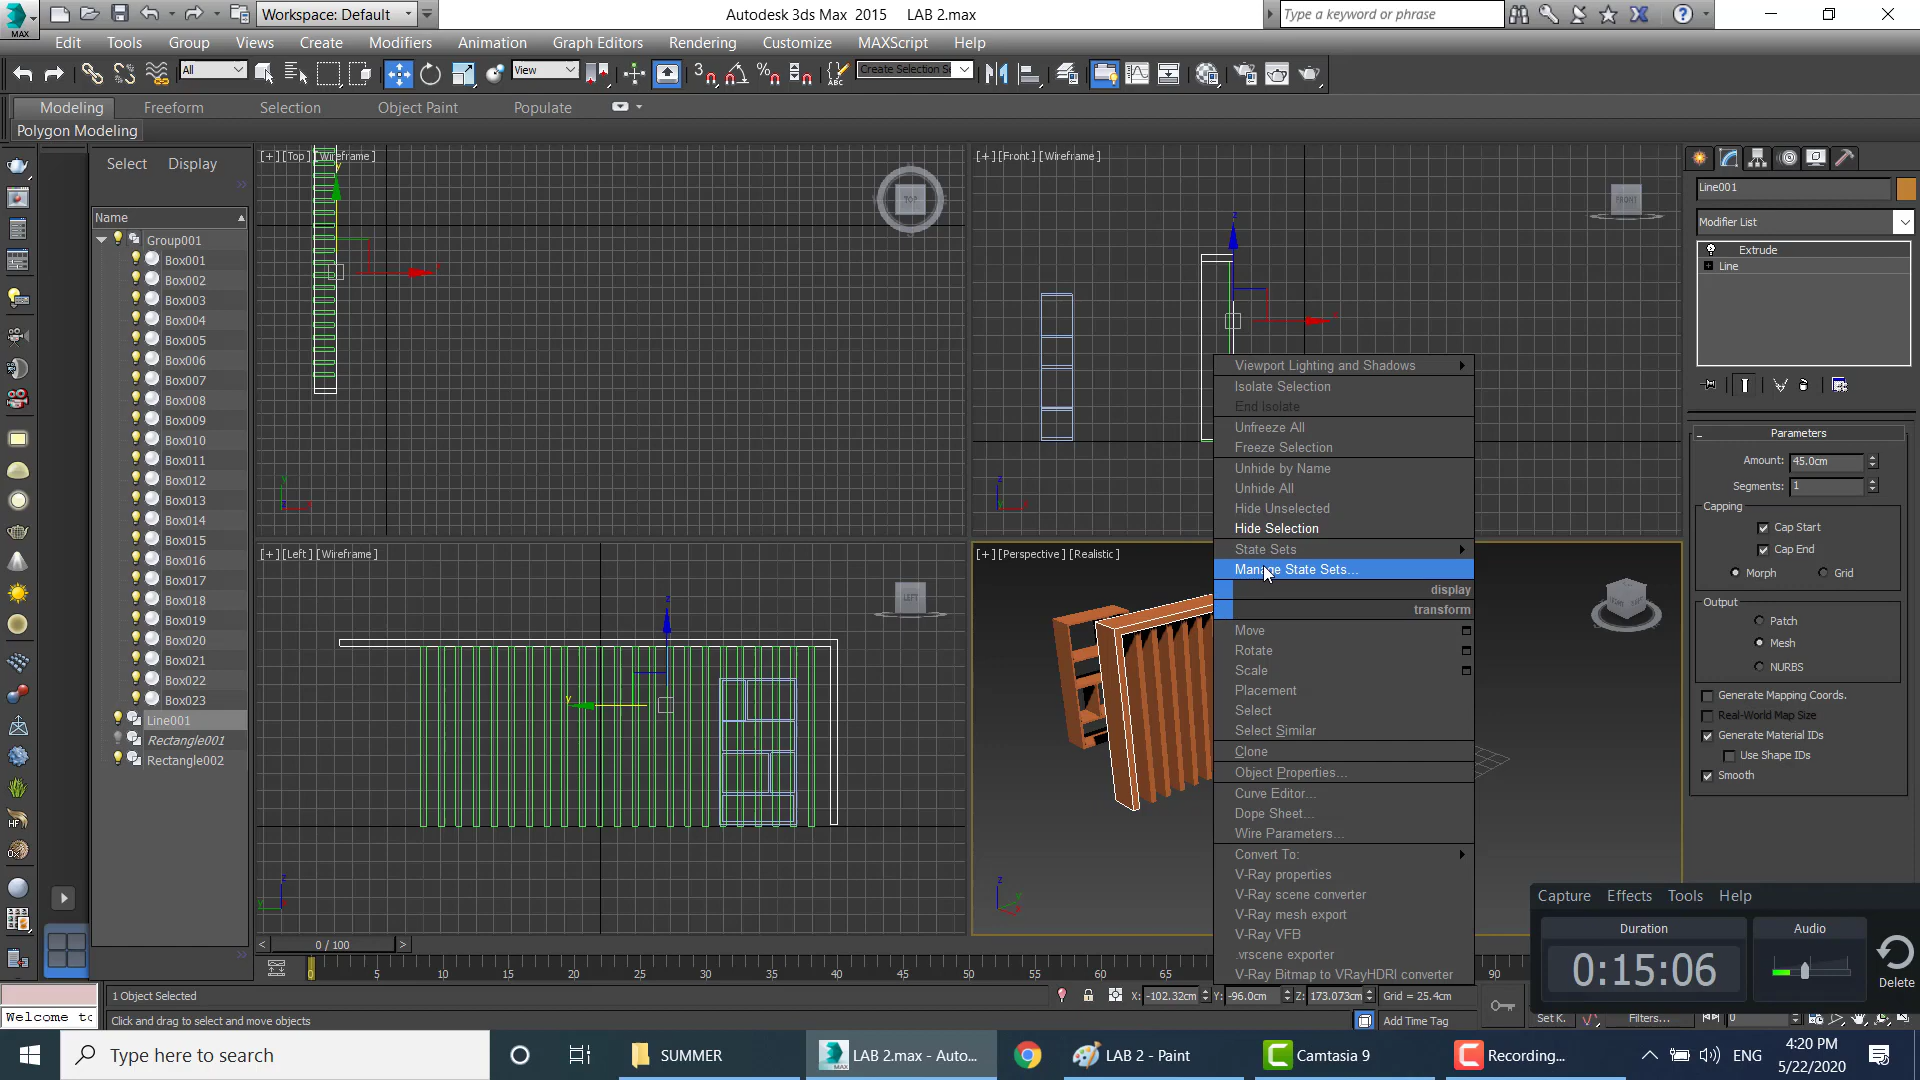 Workspace: Default
Autodesk 3ds Max 2015 LAB 2.max
Type a keyword or phrase
MAX
Edit Tools Group Views Create Modifiers Animation Graph Editors Rendering Customize MAXScript Help
All
View
Create Selection Se
Modeling Freeform Selection Object Paint Populate
Polygon Modeling
Select Display
Name
Group001
Box001
Box002
Box003
Box004
Box005
Box006
Box007
Box008
Box009
Box010
Box011
Box012
Box013
Box014
Box015
Box016
Box017
Box018
Box019
Box020
Box021
Box022
Box023
Line001
Rectangle001
Rectangle002
[+] [Top] [Wireframe]
TOP
[+] [Front] [Wireframe]
FRONT
[+] [Left] [Wireframe]
LEFT
[+] [Perspective] [Realistic]
Viewport Lighting and Shadows
Isolate Selection
End Isolate
Unfreeze All
Freeze Selection
Unhide by Name
Unhide All
Hide Unselected
Hide Selection
State Sets
Manage State Sets...
display
transform
Move
Rotate
Scale
Placement
Select
Select Similar
Clone
Object Properties...
Curve Editor...
Dope Sheet...
Wire Parameters...
Convert To:
V-Ray properties
V-Ray scene converter
V-Ray mesh export
V-Ray VFB
.vrscene exporter
V-Ray Bitmap to VRayHDRI converter
Line001
Modifier List
Extrude
Line
Parameters
Amount: 45.0cm
Segments: 1
Capping
Cap Start
Cap End
Morph Grid
Output
Patch
Mesh
NURBS
Generate Mapping Coords.
Real-World Map Size
Generate Material IDs
Use Shape IDs
Smooth
Capture Effects Tools Help
Duration Audio
0:15:06
Delete
0 / 100
0 5 10 15 20 25 30 35 40 45 50 55 60 65 90
1 Object Selected
X: -102.32cm Y: -96.0cm Z: 173.073cm Grid = 25.4cm
Welcome to
Click and drag to select and move objects
Add Time Tag
Set K. Filters... 0
Type here to search
SUMMER
LAB 2.max - Auto...
LAB 2 - Paint
Camtasia 9
Recording...
ENG
4:20 PM
5/22/2020